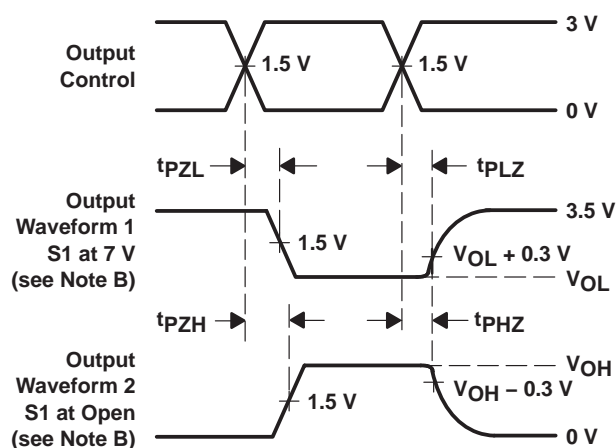 Output
Control
3 V
1.5 V
1.5 V
0 V
tPZL
tPLZ
Output
Waveform 1
S1 at 7 V
(see Note B)
3.5 V
1.5 V
VOL + 0.3 V
VOL
tPZH
tPHZ
Output
Waveform 2
S1 at Open
(see Note B)
VOH
VOH – 0.3 V
1.5 V
0 V